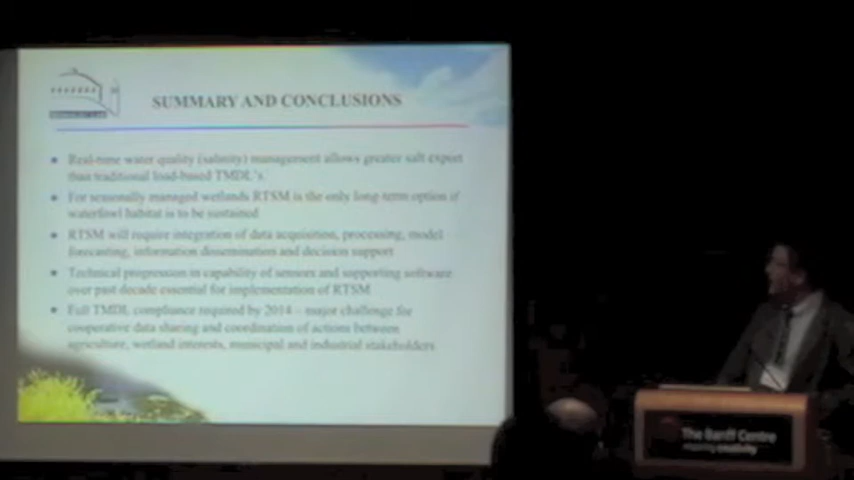 SUMMARY AND CONCLUSIONS
Real-time water quality (salinity) management allows greater salt export
than traditional load-based TMDL's.
For seasonally managed wetlands RTSM is the only long-term option if
waterfowl habitat is to be sustained
RTSM will require integration of data acquisition, processing, model
forecasting, information dissemination and decision support
Technical progression in capability of sensors and supporting software
over past decade essential for implementation of RTSM
Full TMDL compliance required by 2014 – major challenge for
cooperative data sharing and coordination of actions between
agriculture, wetland interests, municipal and industrial stakeholders
The Banff Centre
inspiring creativity